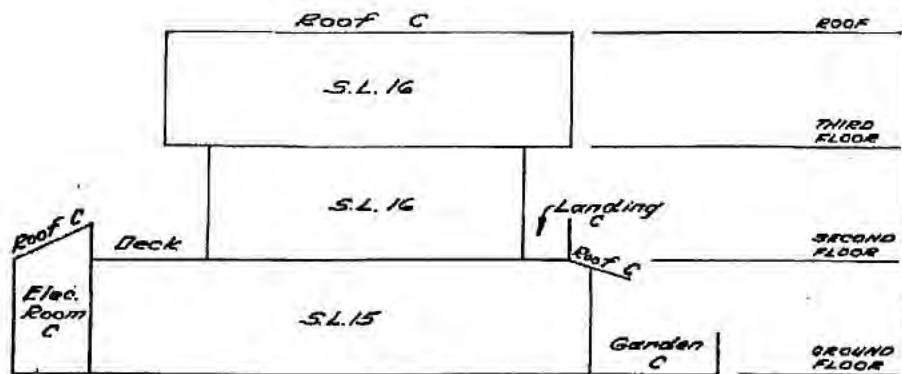 Roof C
ROOF
S.L. 16
THIRD
FLOOR
S.L. 16
Landing
C
Roof C
Deck
SECOND
FLOOR
Roof C
Elec.
Room
C
S.L. 15
Garden
C
GROUND
FLOOR